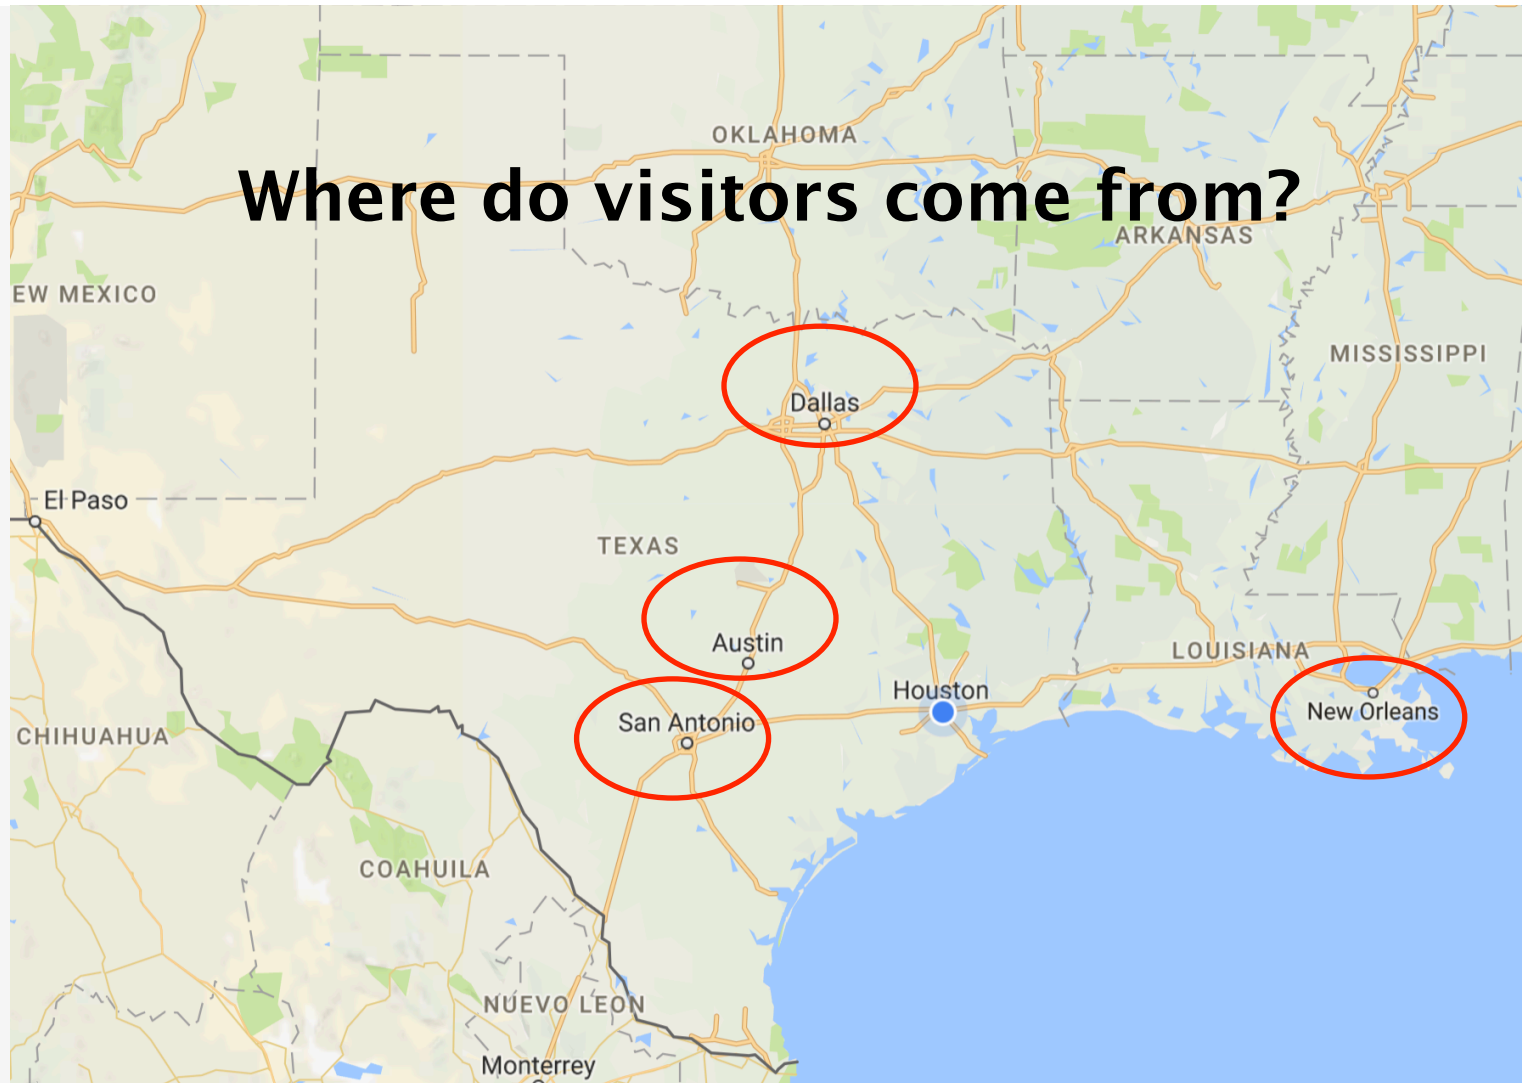 OKLAHOMA
Where do visitors come from?
ARKANSAS
EW MEXICO
MISSISSIPPI
Dallas
El Paso
TEXAS
Austin
LOUISIANA
Houston
New Orleans
San Antonio
CHIHUAHUA
COAHUILA
NUEVO LEON
Monterrey